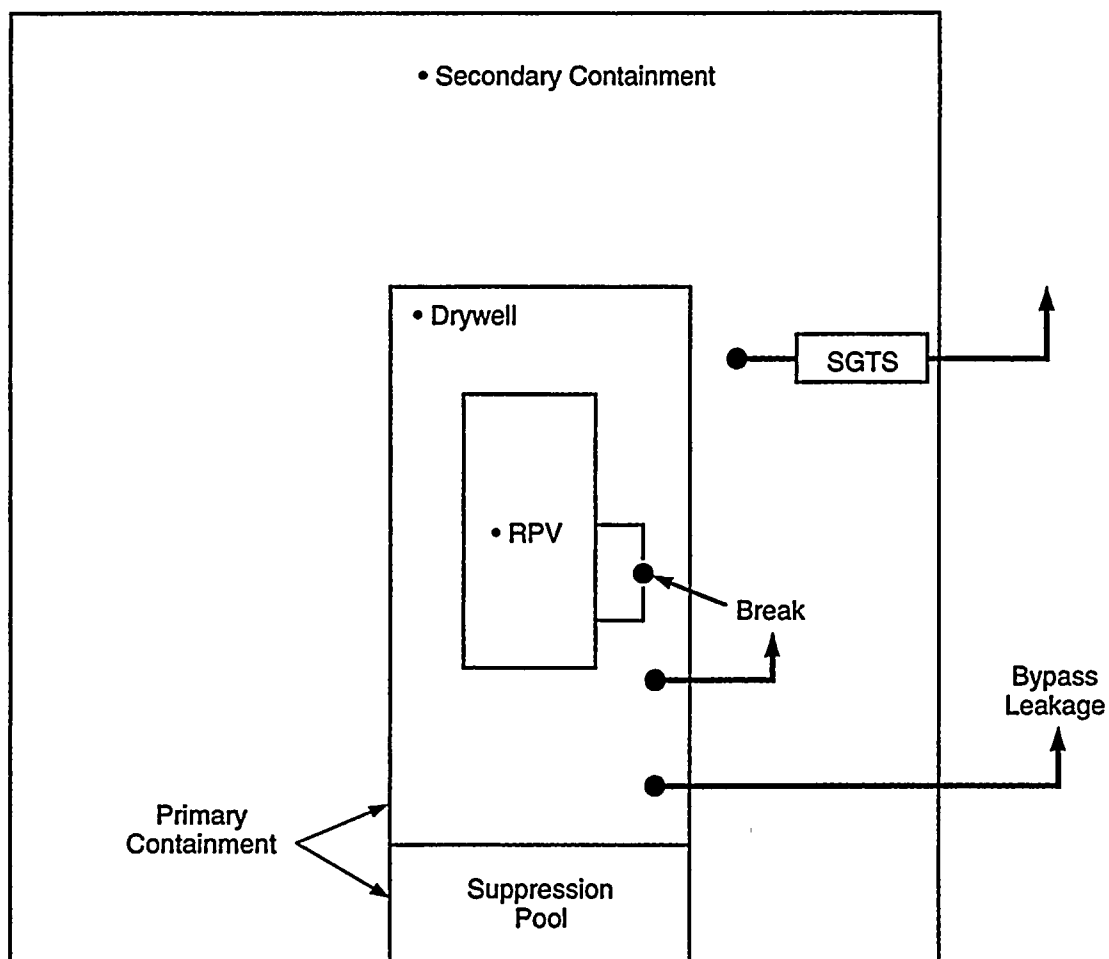 • Secondary Containment
• Drywell
SGTS
• RPV
Break
Bypass
Leakage
Primary
Containment
Suppression
Pool